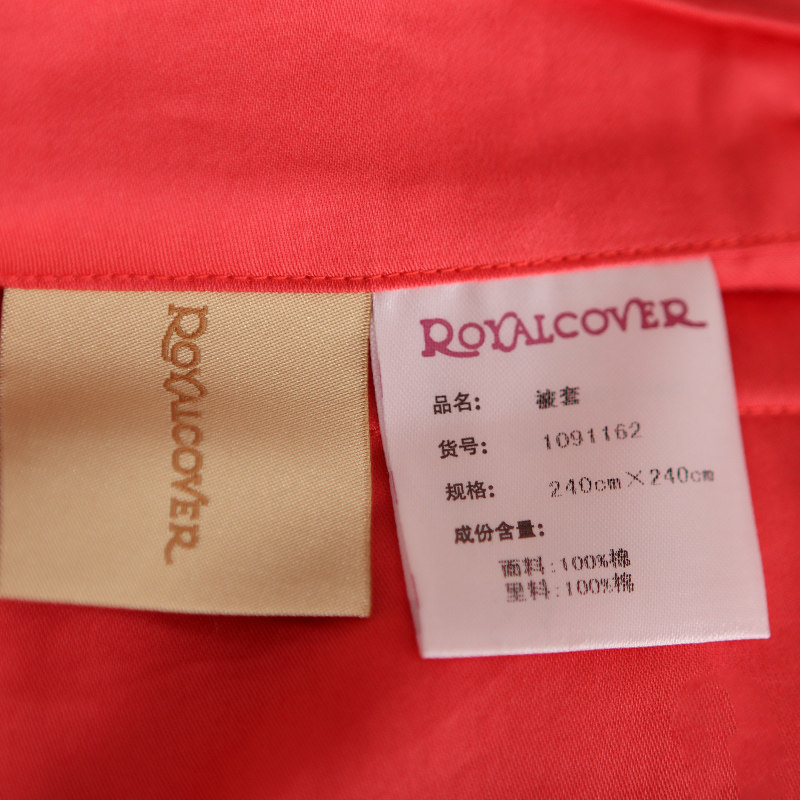 ROYALCOVER
ROYALCOVER
品名: 被套
货号: 1091162
规格: 240cm×240cm
成份含量:
面料:100%棉
里料:100%棉